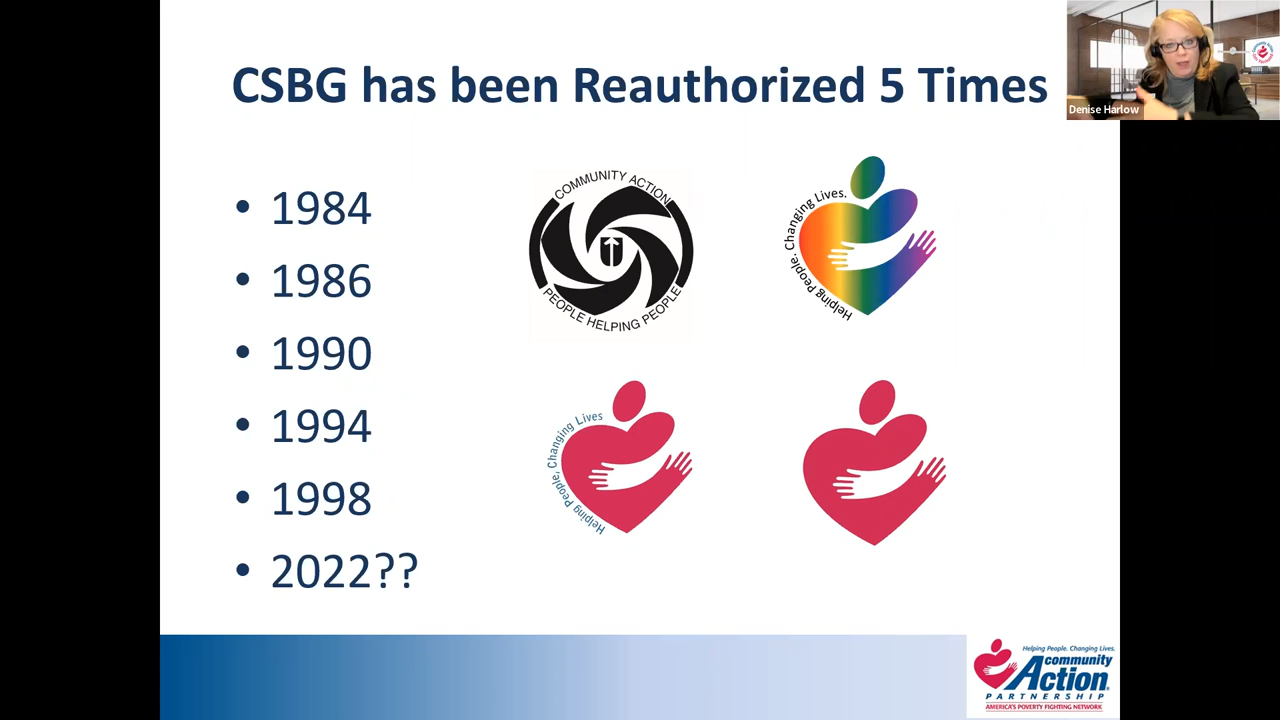 CSBG has been Reauthorized 5 Times
Denise Harlow
• 1984
• 1986
• 1990
• 1994
• 1998
• 2022??
COMMUNITY ACTION
PEOPLE HELPING PEOPLE
Helping People. Changing Lives.
Helping People, Changing Lives
Helping People. Changing Lives.
community
Action®
PARTNERSHIP
AMERICA'S POVERTY FIGHTING NETWORK